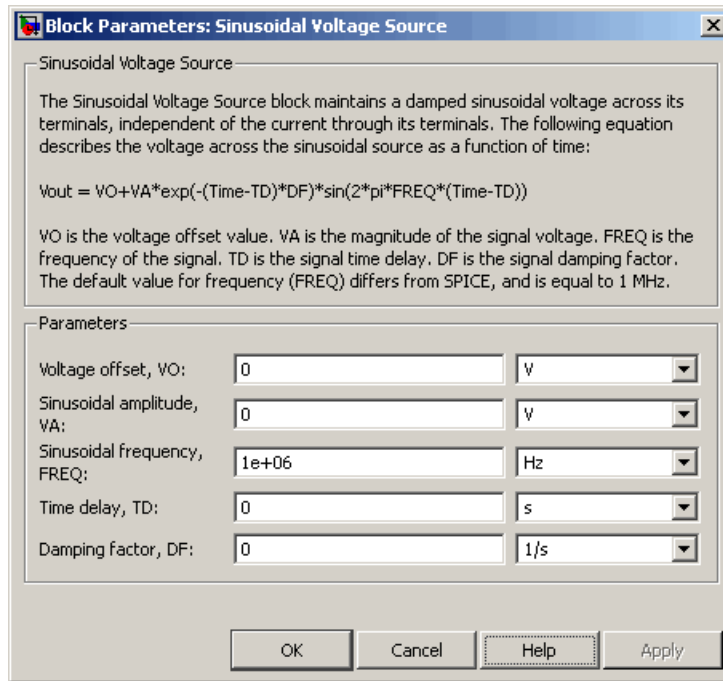 Block Parameters: Sinusoidal Voltage Source
Sinusoidal Voltage Source
The Sinusoidal Voltage Source block maintains a damped sinusoidal voltage across its
terminals, independent of the current through its terminals. The following equation
describes the voltage across the sinusoidal source as a function of time:
Vout = VO+VA*exp(-(Time-TD)*DF)*sin(2*pi*FREQ*(Time-TD))
VO is the voltage offset value. VA is the magnitude of the signal voltage. FREQ is the
frequency of the signal. TD is the signal time delay. DF is the signal damping factor.
The default value for frequency (FREQ) differs from SPICE, and is equal to 1 MHz.
Parameters
Voltage offset, VO: 0 V
Sinusoidal amplitude,
VA: 0 V
Sinusoidal frequency,
FREQ: 1e+06 Hz
Time delay, TD: 0 s
Damping factor, DF: 0 1/s
OK Cancel Help Apply